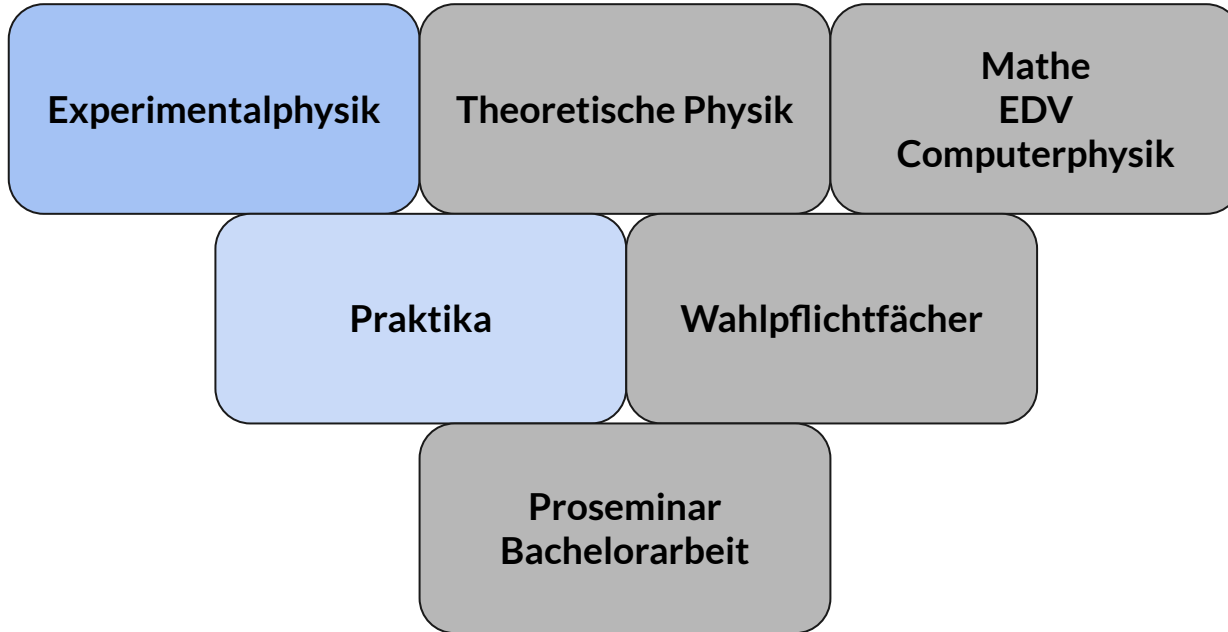 Experimentalphysik
Theoretische Physik
Mathe
EDV
Computerphysik
Praktika
Wahlpflichtfächer
Proseminar
Bachelorarbeit